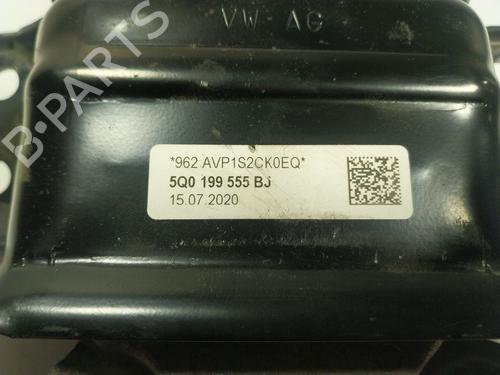 VW AG
B-PARTS
*962 AVP1S2CK0EQ*
5Q0 199 555 BJ
15.07.2020